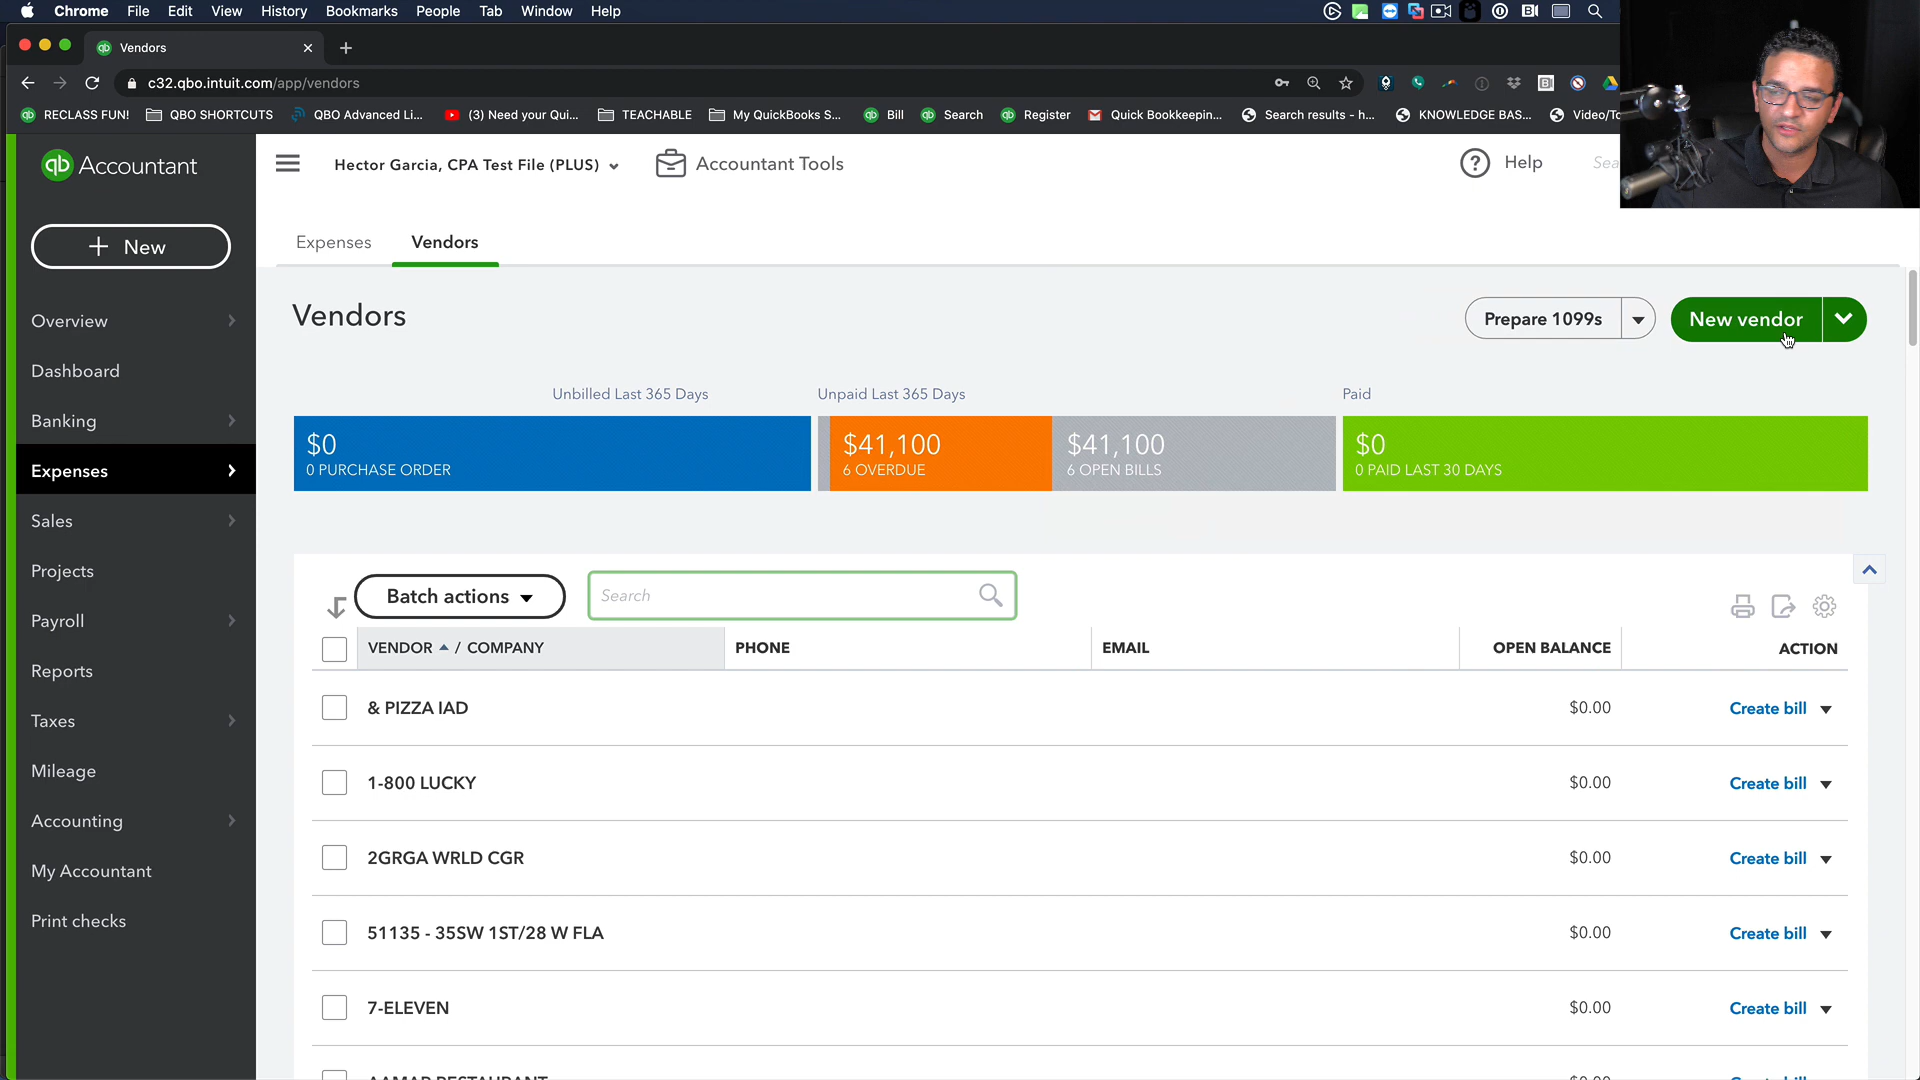 Chrome File Edit View History Bookmarks People Tab Window Help
Vendors
c32.qbo.intuit.com/app/vendors
RECLASS FUN! QBO SHORTCUTS QBO Advanced Li... (3) Need your Qui... TEACHABLE My QuickBooks S... Bill Search Register Quick Bookkeepin... Search results - h... KNOWLEDGE BAS... Video/
qb Accountant
Hector Garcia, CPA Test File (PLUS) Accountant Tools Help Sea
+ New
Expenses Vendors
Overview
Dashboard
Banking
Expenses
Sales
Projects
Payroll
Reports
Taxes
Mileage
Accounting
My Accountant
Print checks
Vendors
Prepare 1099s New vendor
Unbilled Last 365 Days Unpaid Last 365 Days Paid
$0 $41,100 $41,100 $0
0 PURCHASE ORDER 6 OVERDUE 6 OPEN BILLS 0 PAID LAST 30 DAYS
Batch actions Search
VENDOR / COMPANY PHONE EMAIL OPEN BALANCE ACTION
& PIZZA IAD $0.00 Create bill
1-800 LUCKY $0.00 Create bill
2GRGA WRLD CGR $0.00 Create bill
51135 - 35SW 1ST/28 W FLA $0.00 Create bill
7-ELEVEN $0.00 Create bill